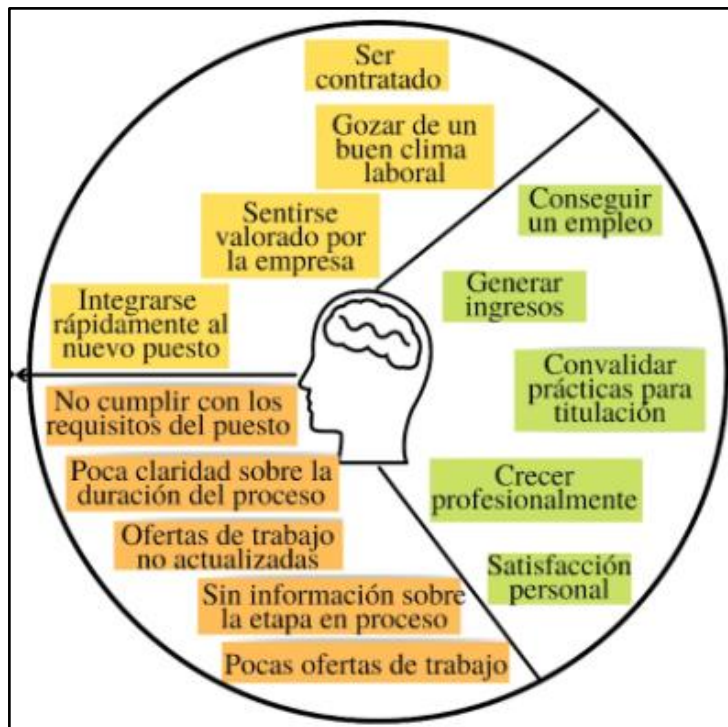 Ser
contratado
Gozar de un
buen clima
laboral
Sentirse
valorado por
la empresa
Integrarse
rápidamente al
nuevo puesto
Conseguir
un empleo
Generar
ingresos
Convalidar
prácticas para
titulación
Crecer
profesionalmente
Satisfacción
personal
No cumplir con los
requisitos del puesto
Poca claridad sobre la
duración del proceso
Ofertas de trabajo
no actualizadas
Sin información sobre
la etapa en proceso
Pocas ofertas de trabajo